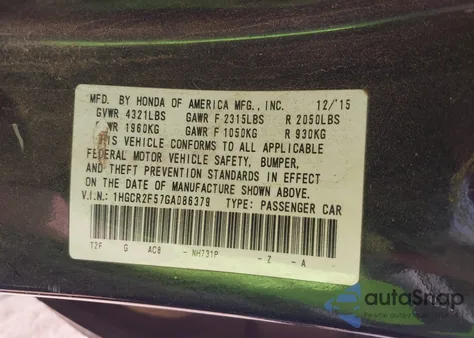 MFD. BY HONDA OF AMERICA MFG., INC. 12/'15
GVWR 4321LBS GAWR F 2315LBS R 2050LBS
WR 1960KG GAWR F 1050KG R 930KG
IS VEHICLE CONFORMS TO ALL APPLICABLE
FEDERAL MOTOR VEHICLE SAFETY, BUMPER,
AND THEFT PREVENTION STANDARDS IN EFFECT
ON THE DATE OF MANUFACTURE SHOWN ABOVE.
V.I.N.: 1HGCR2F57GA086379 TYPE: PASSENGER CAR
T2F G AC8 - NH731P - Z - A
autoSnap